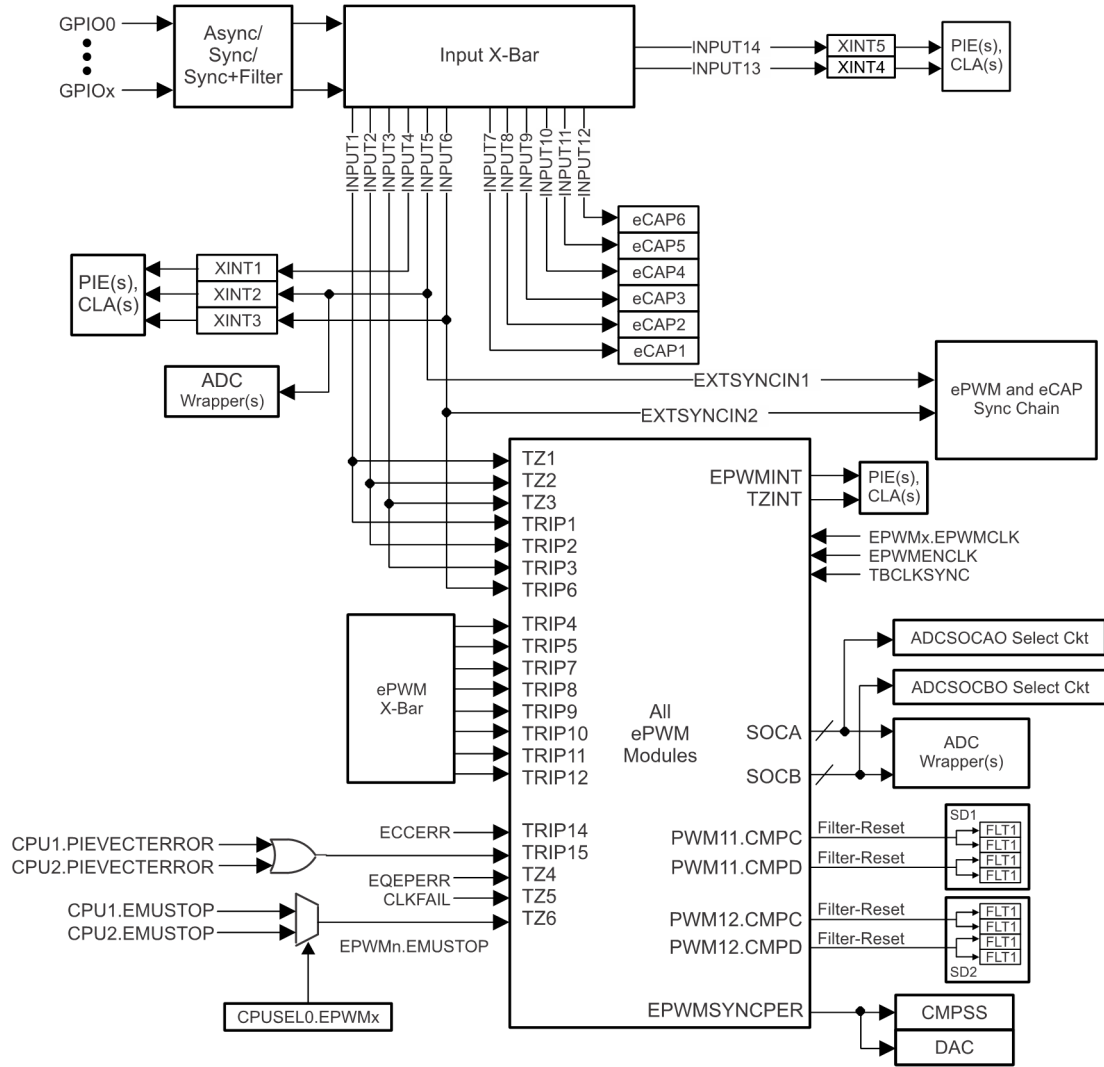 GPIO0
GPIOx
Async/
Sync/
Sync+Filter
Input X-Bar
INPUT14
INPUT13
XINT5
XINT4
PIE(s),
CLA(s)
INPUT1
INPUT2
INPUT3
INPUT4
INPUT5
INPUT6
INPUT7
INPUT8
INPUT9
INPUT10
INPUT11
INPUT12
eCAP6
eCAP5
eCAP4
eCAP3
eCAP2
eCAP1
PIE(s),
CLA(s)
XINT1
XINT2
XINT3
ADC
Wrapper(s)
EXTSYNCIN1
EXTSYNCIN2
ePWM and eCAP
Sync Chain
TZ1
TZ2
TZ3
TRIP1
TRIP2
TRIP3
TRIP6
EPWMINT
TZINT
PIE(s),
CLA(s)
EPWMx.EPWMCLK
EPWMENCLK
TBCLKSYNC
ePWM
X-Bar
TRIP4
TRIP5
TRIP7
TRIP8
TRIP9
TRIP10
TRIP11
TRIP12
All
ePWM
Modules
SOCA
SOCB
ADCSOCAO Select Ckt
ADCSOCBO Select Ckt
ADC
Wrapper(s)
CPU1.PIEVECTERROR
CPU2.PIEVECTERROR
CPU1.EMUSTOP
CPU2.EMUSTOP
CPUSEL0.EPWMx
ECCERR
EQEPERR
CLKFAIL
EPWMn.EMUSTOP
TRIP14
TRIP15
TZ4
TZ5
TZ6
PWM11.CMPC
PWM11.CMPD
PWM12.CMPC
PWM12.CMPD
Filter-Reset
Filter-Reset
Filter-Reset
Filter-Reset
SD1
FLT1
FLT1
FLT1
FLT1
FLT1
FLT1
FLT1
FLT1
SD2
EPWMSYNCPER
CMPSS
DAC